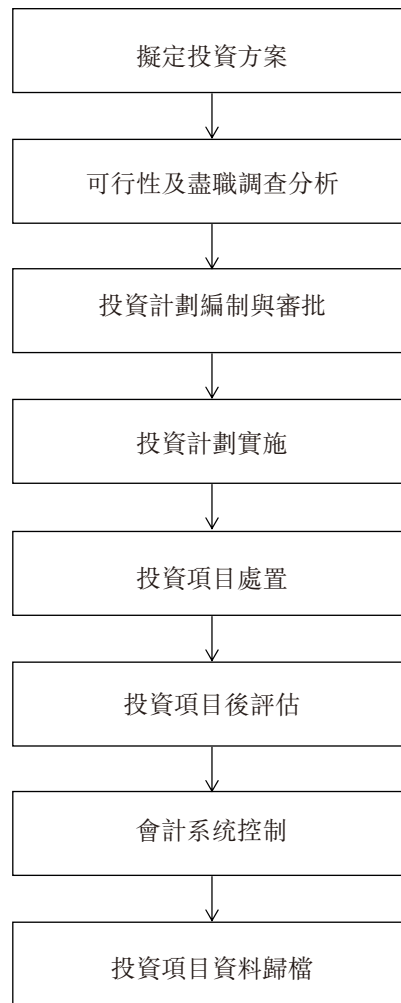 擬定投資方案
可行性及盡職調查分析
投資計劃編制與審批
投資計劃實施
投資項目處置
投資項目後評估
會計系统控制
投資項目資料歸檔